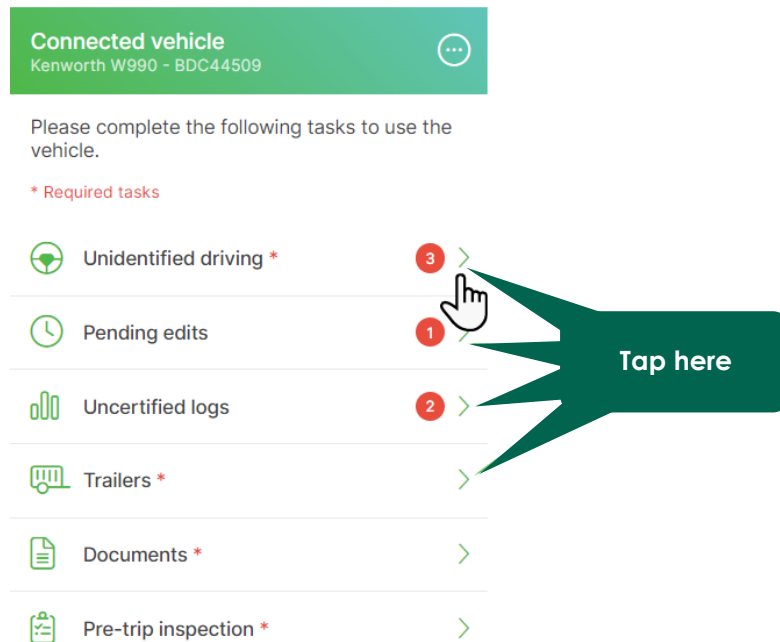 Connected vehicle
Kenworth W990 - BDC44509
Please complete the following tasks to use the
vehicle.
* Required tasks
Unidentified driving * 3
Pending edits 1
Tap here
Uncertified logs 2
Trailers *
Documents *
Pre-trip inspection *